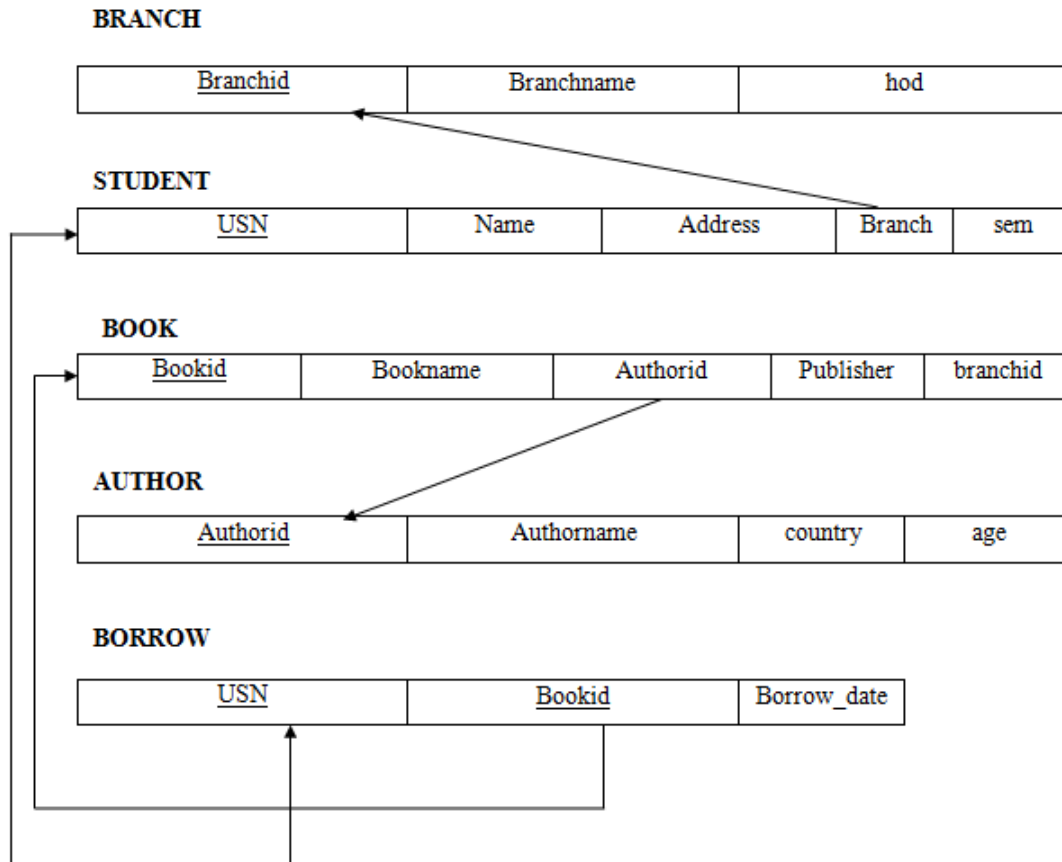 BRANCH
Branchid Branchname hod
STUDENT
USN Name Address Branch sem
BOOK
Bookid Bookname Authorid Publisher branchid
AUTHOR
Authorid Authorname country age
BORROW
USN Bookid Borrow_date